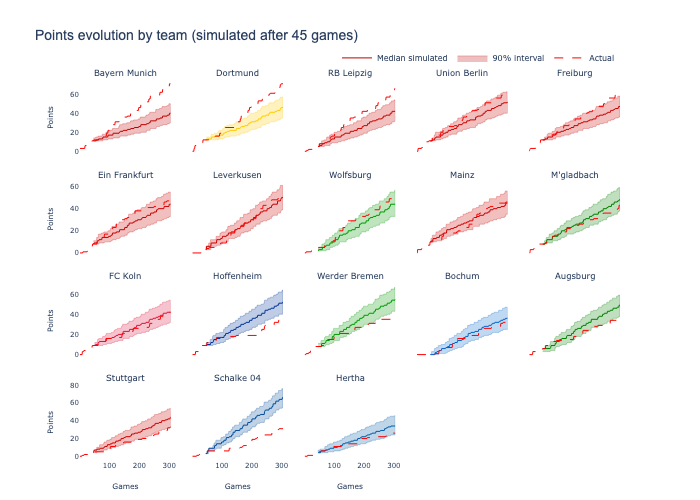 Points evolution by team (simulated after 45 games)
Median simulated 90% interval Actual
Bayern Munich Dortmund RB Leipzig Union Berlin Freiburg
60
40
20
0
Points
Ein Frankfurt Leverkusen Wolfsburg Mainz M'gladbach
60
40
20
0
Points
FC Koln Hoffenheim Werder Bremen Bochum Augsburg
60
40
20
0
Points
Stuttgart Schalke 04 Hertha
80
60
40
20
0
Points
100 200 300 100 200 300 100 200 300
Games Games Games